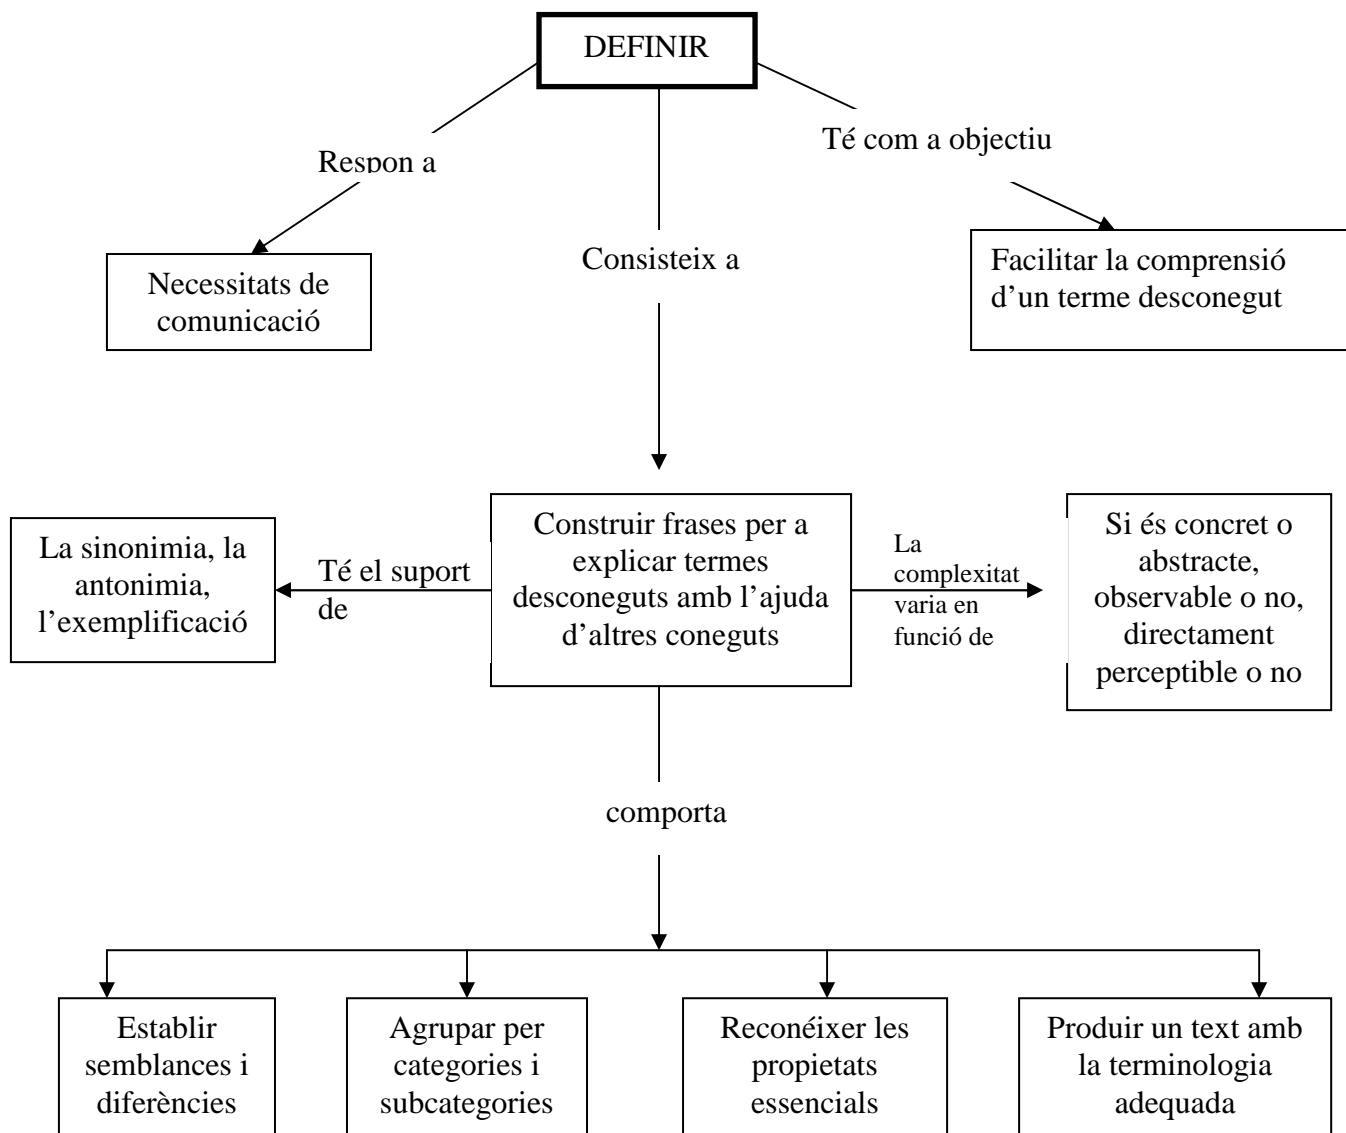 DEFINIR
Respon a
Té com a objectiu
Necessitats de
comunicació
Consisteix a
Facilitar la comprensió
d’un terme desconegut
La sinonimia, la
antonimia,
l’exemplificació
Té el suport
de
Construir frases per a
explicar termes
desconeguts amb l’ajuda
d’altres coneguts
La
complexitat
varia en
funció de
Si és concret o
abstracte,
observable o no,
directament
perceptible o no
comporta
Establir
semblances i
diferències
Agrupar per
categories i
subcategories
Reconéixer les
propietats
essencials
Produir un text amb
la terminologia
adequada